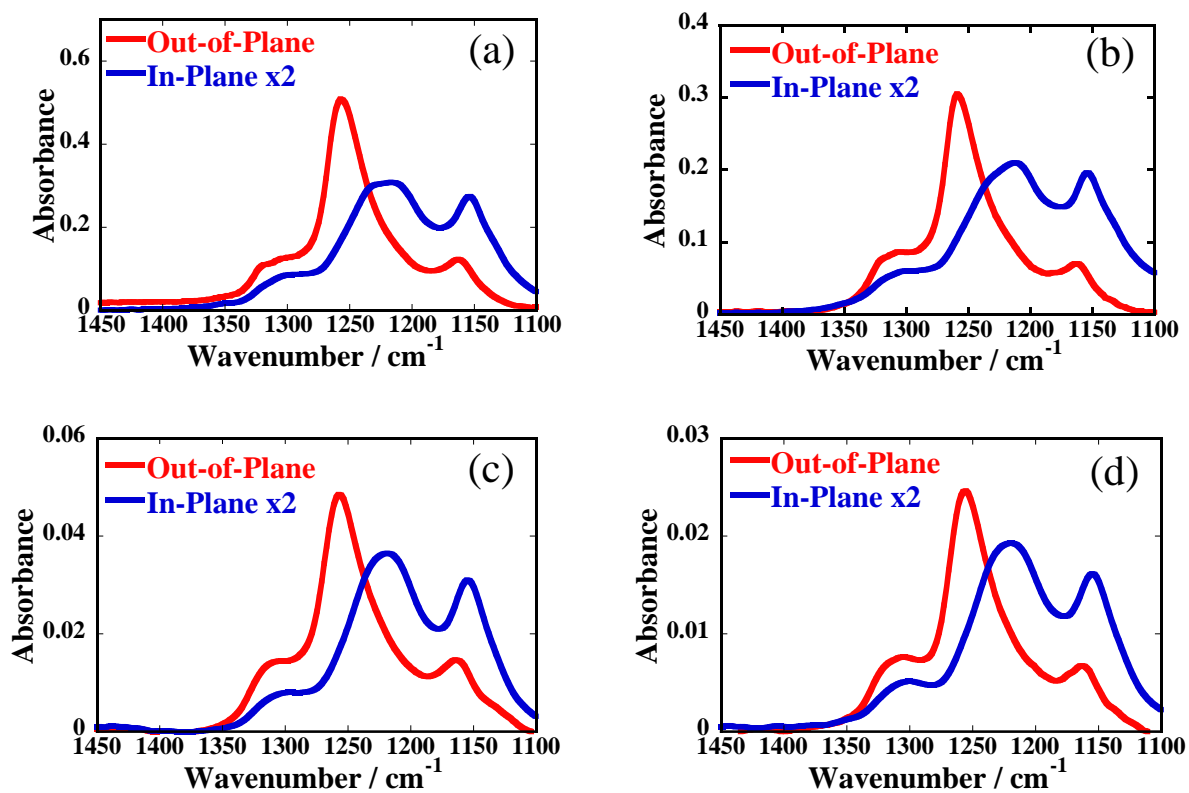 (a)
Out-of-Plane
In-Plane x2
Absorbance
0.6
0.4
0.2
0
1450 1400 1350 1300 1250 1200 1150 1100
Wavenumber / cm⁻¹
(b)
Out-of-Plane
In-Plane x2
Absorbance
0.4
0.3
0.2
0.1
0
1450 1400 1350 1300 1250 1200 1150 1100
Wavenumber / cm⁻¹
(c)
Out-of-Plane
In-Plane x2
Absorbance
0.06
0.04
0.02
0
1450 1400 1350 1300 1250 1200 1150 1100
Wavenumber / cm⁻¹
(d)
Out-of-Plane
In-Plane x2
Absorbance
0.03
0.02
0.01
0
1450 1400 1350 1300 1250 1200 1150 1100
Wavenumber / cm⁻¹